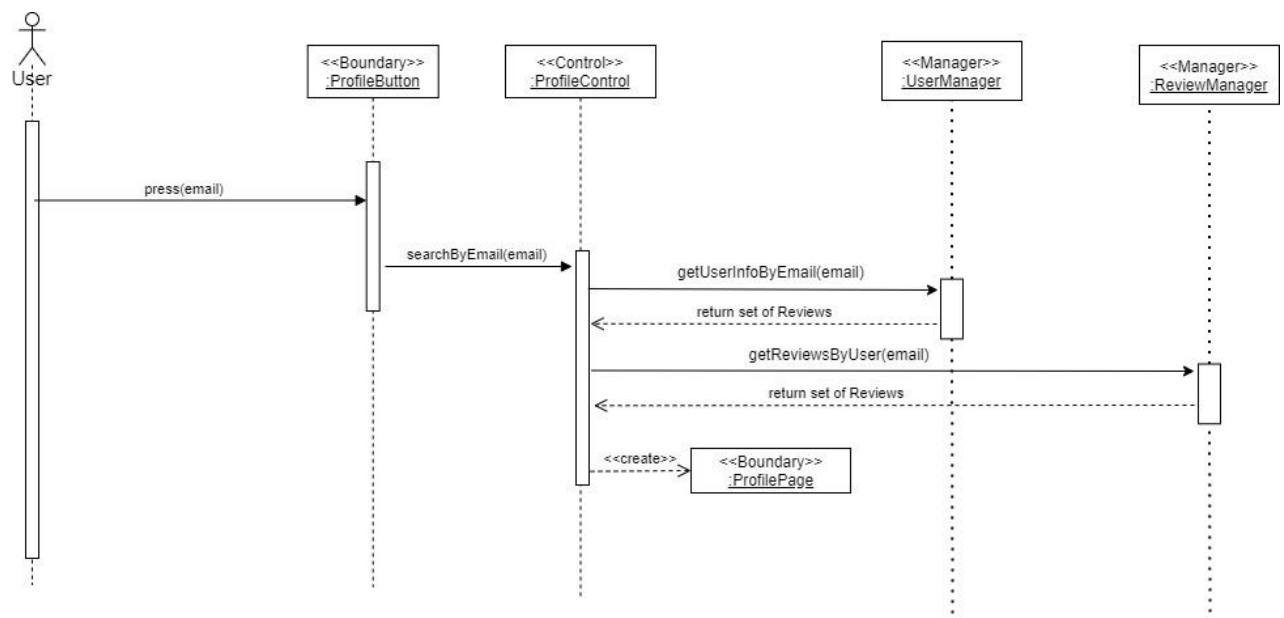 User
<<Boundary>>
:ProfileButton
<<Control>>
:ProfileControl
<<Manager>>
:UserManager
<<Manager>>
:ReviewManager
press(email)
searchByEmail(email)
getUserInfoByEmail(email)
return set of Reviews
getReviewsByUser(email)
return set of Reviews
<<create>>
<<Boundary>>
:ProfilePage